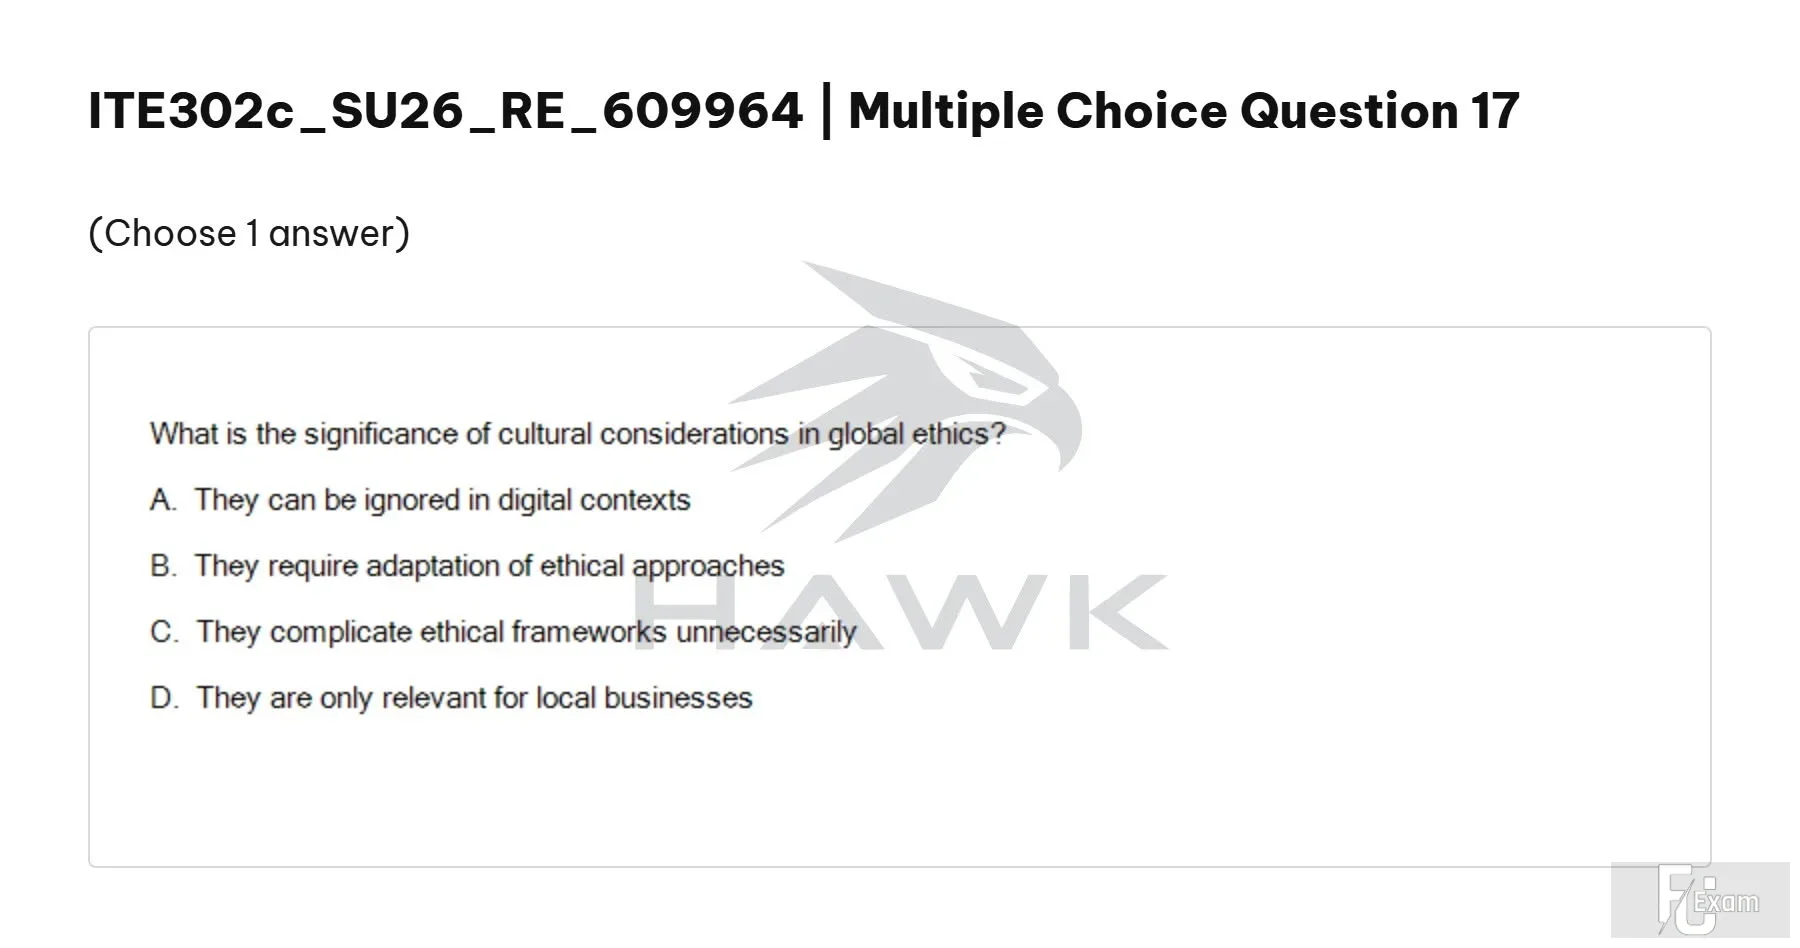 ITE302c_SU26_RE_609964 | Multiple Choice Question 17
(Choose 1 answer)
What is the significance of cultural considerations in global ethics?
A. They can be ignored in digital contexts
B. They require adaptation of ethical approaches
C. They complicate ethical frameworks unnecessarily
D. They are only relevant for local businesses
HAWK
FU Exam